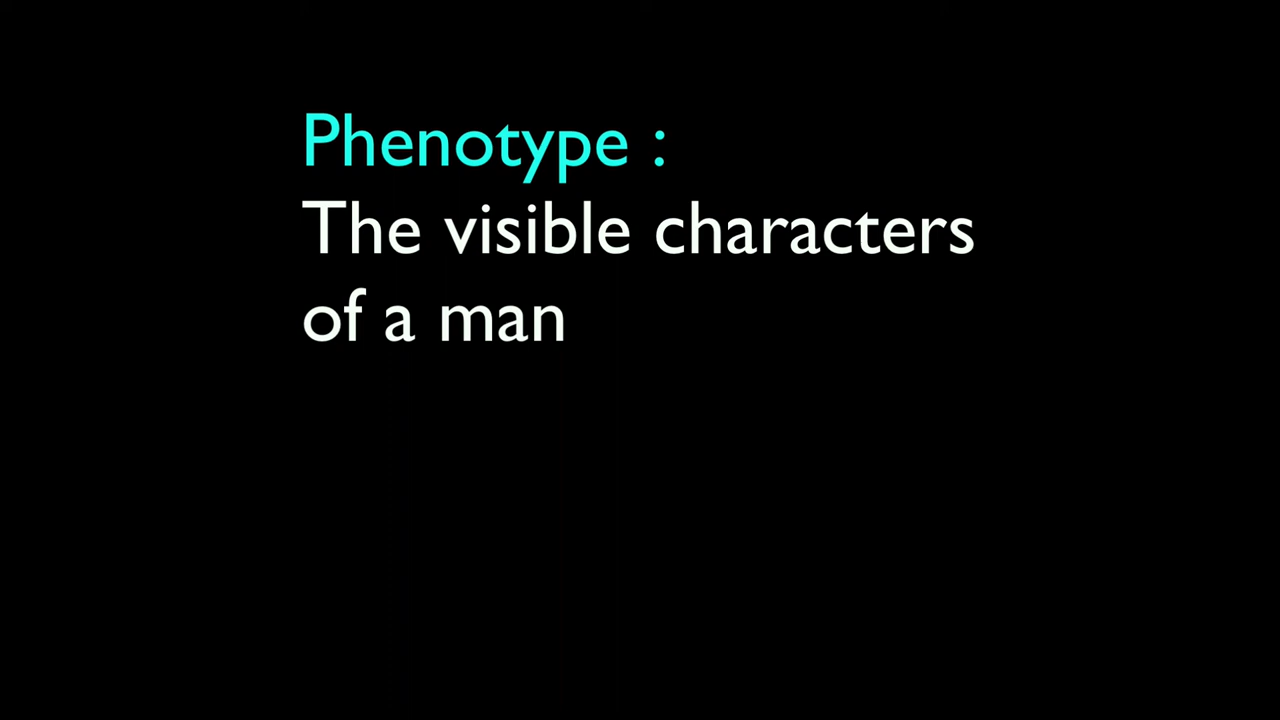 Phenotype :
The visible characters
of a man